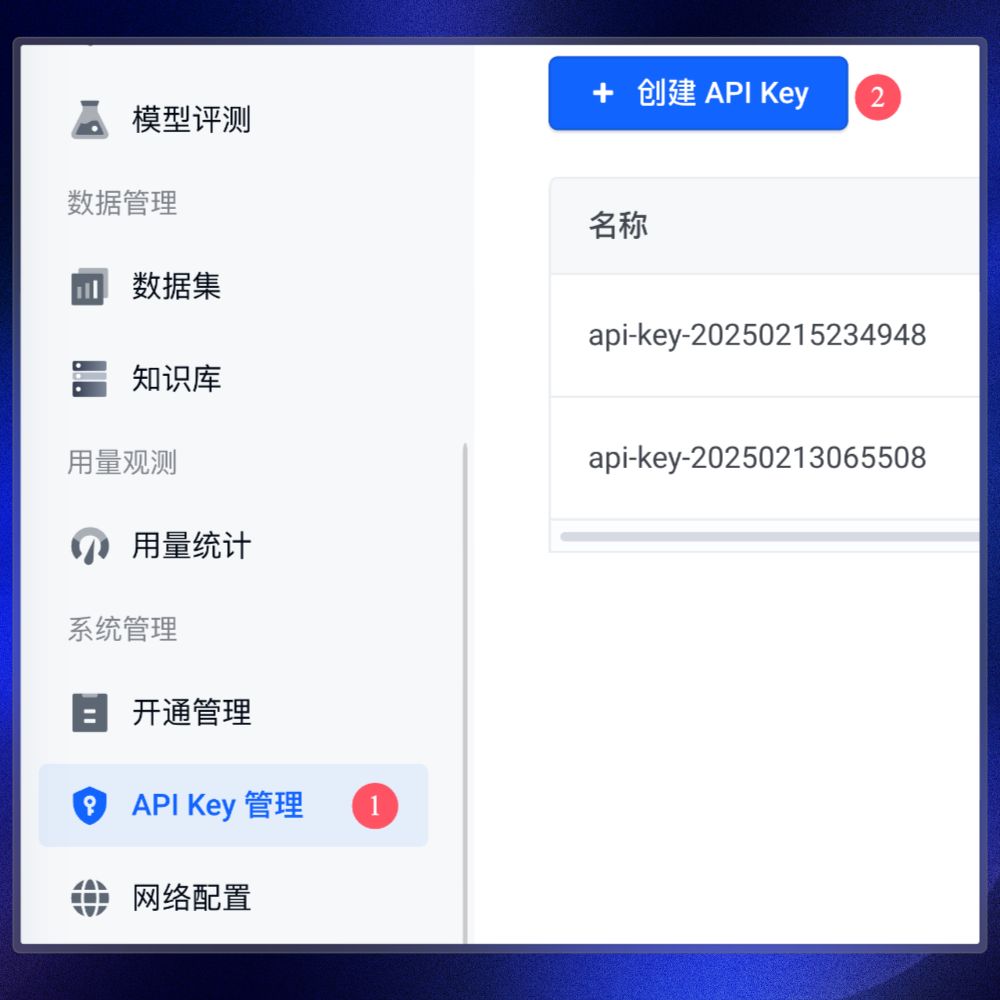 模型评测
数据管理
数据集
知识库
用量观测
用量统计
系统管理
开通管理
API Key 管理 1
网络配置
+ 创建 API Key 2
名称
api-key-20250215234948
api-key-20250213065508